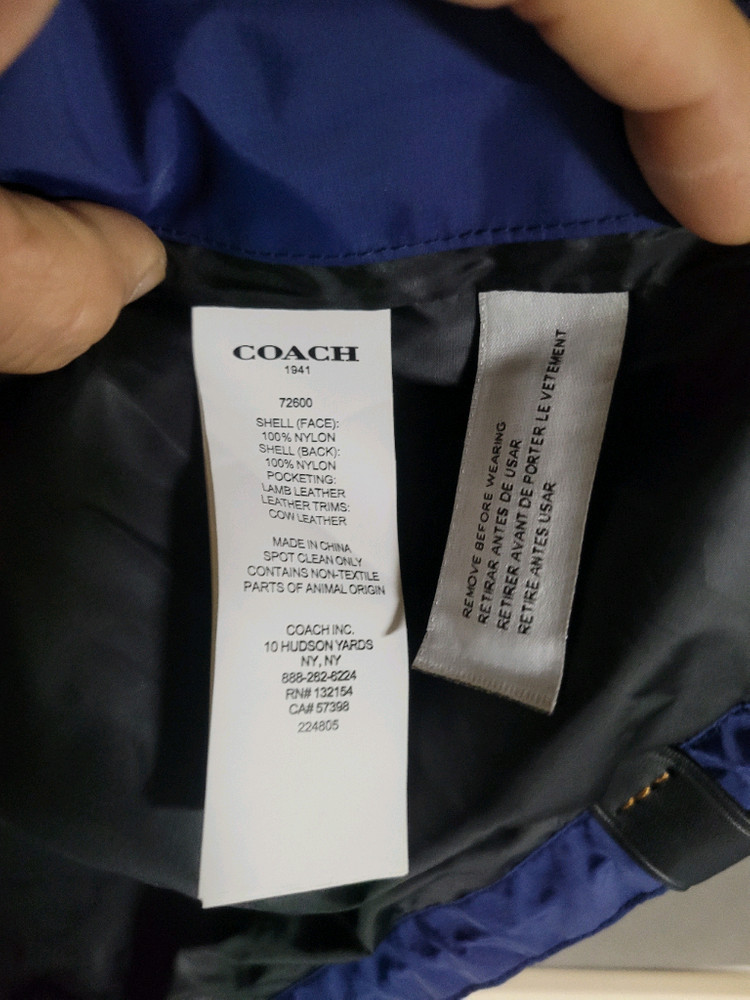 COACH
1941
72600
SHELL (FACE):
100% NYLON
SHELL (BACK):
100% NYLON
POCKETING:
LAMB LEATHER
LEATHER TRIMS:
COW LEATHER
MADE IN CHINA
SPOT CLEAN ONLY
CONTAINS NON-TEXTILE
PARTS OF ANIMAL ORIGIN
COACH INC.
10 HUDSON YARDS
NY, NY
888-262-6224
RN# 132154
CA# 57398
224805
REMOVE BEFORE WEARING
RETIRAR ANTES DE USAR
RETIRER AVANT DE PORTER LE VETEMENT
RETIRE ANTES USAR